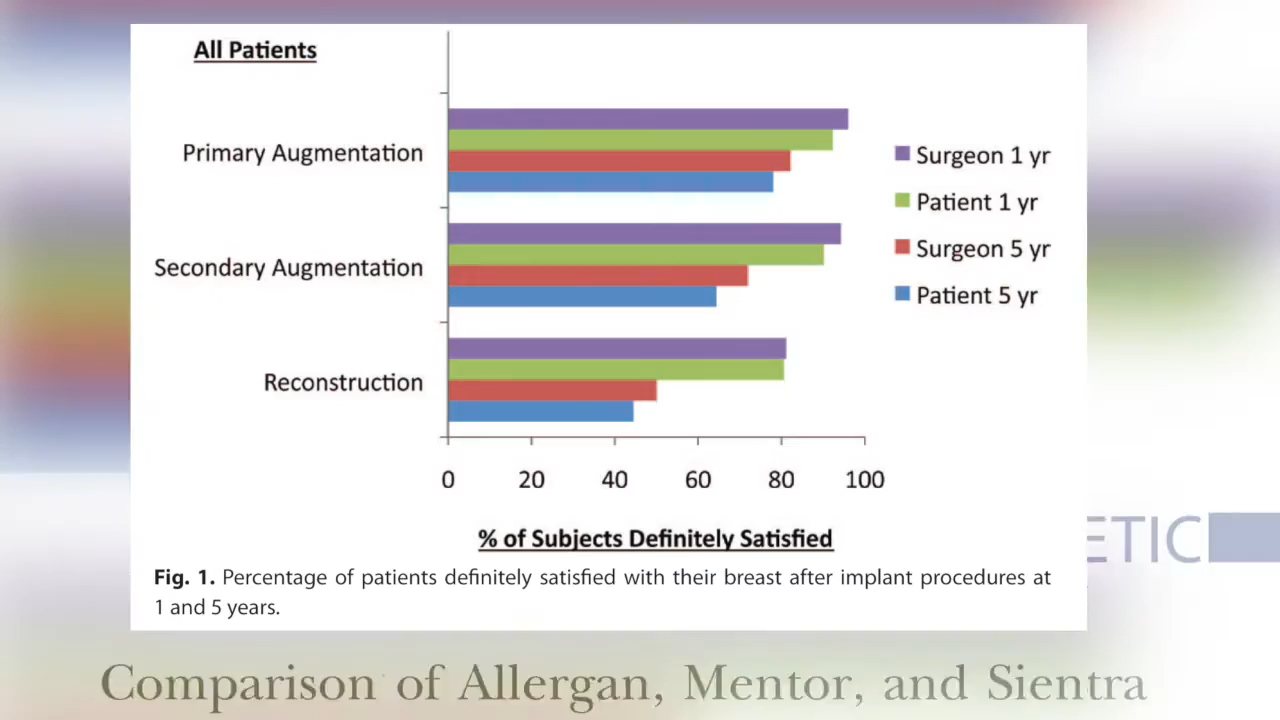 All Patients
Primary Augmentation
Secondary Augmentation
Reconstruction
Surgeon 1 yr
Patient 1 yr
Surgeon 5 yr
Patient 5 yr
0 20 40 60 80 100
% of Subjects Definitely Satisfied
Fig. 1. Percentage of patients definitely satisfied with their breast after implant procedures at
1 and 5 years.
ETIC
Comparison of Allergan, Mentor, and Sientra